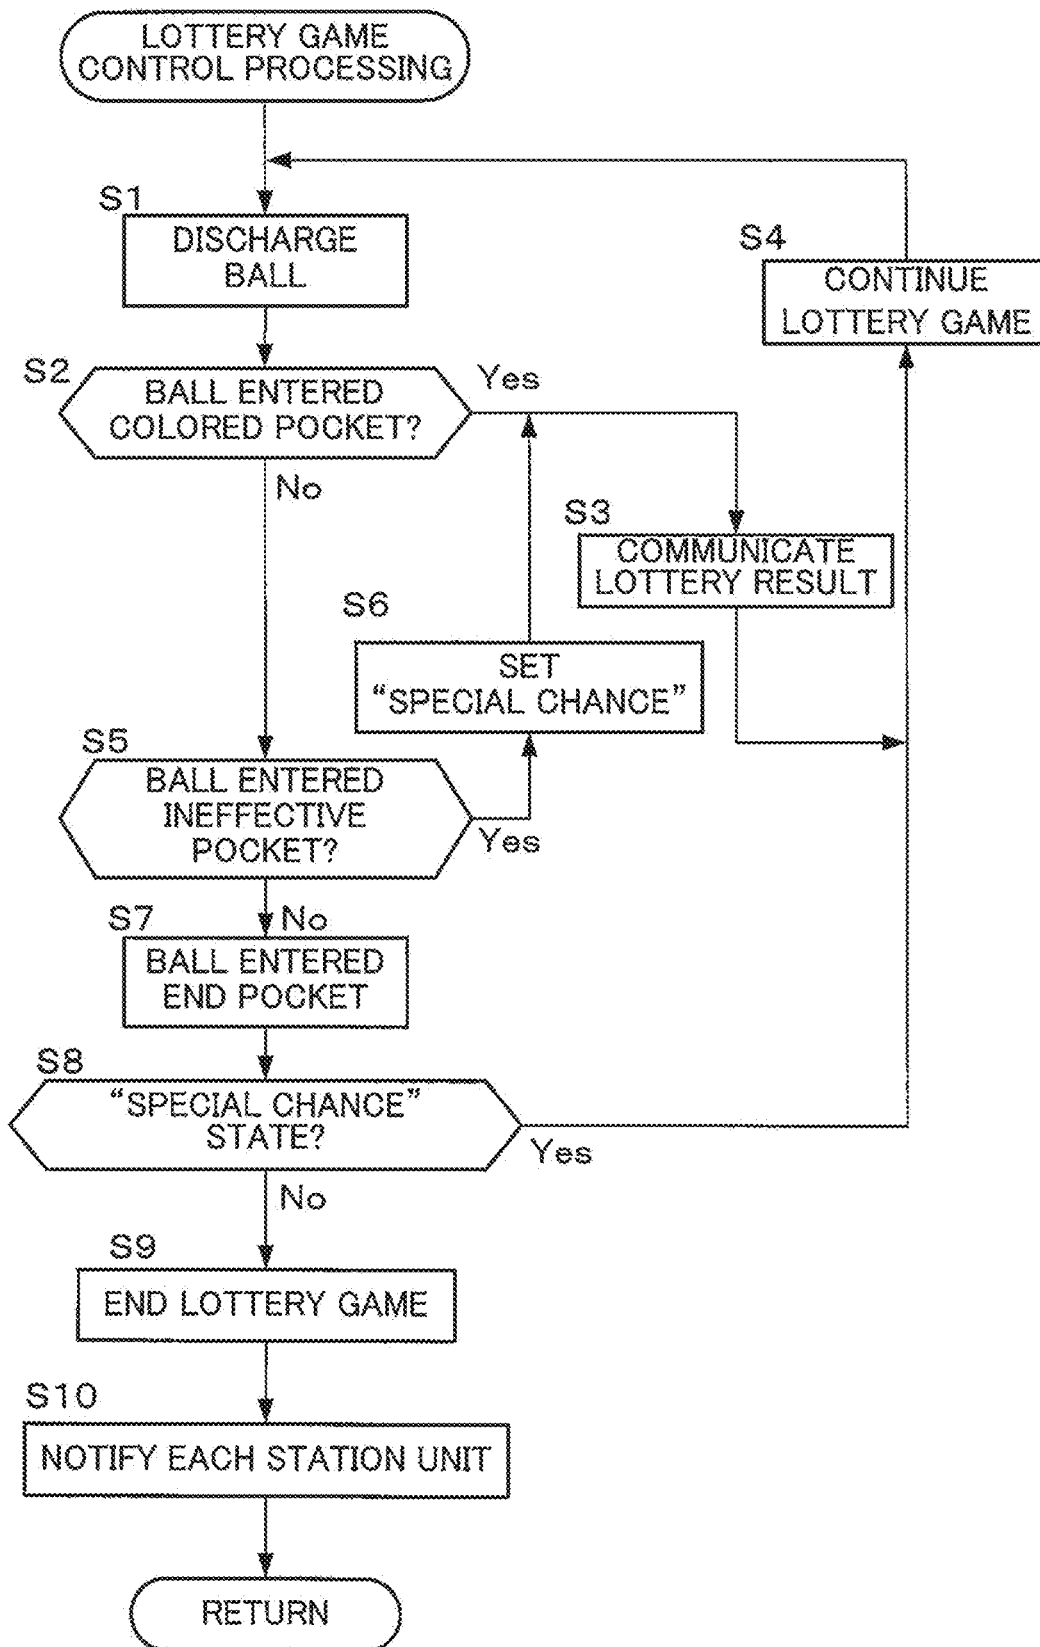 LOTTERY GAME
CONTROL PROCESSING
S1
DISCHARGE
BALL
S4
CONTINUE
LOTTERY GAME
S2
BALL ENTERED
COLORED POCKET?
Yes
No
S3
COMMUNICATE
LOTTERY RESULT
S6
SET
“SPECIAL CHANCE”
S5
BALL ENTERED
INEFFECTIVE
POCKET?
Yes
No
S7
BALL ENTERED
END POCKET
S8
“SPECIAL CHANCE”
STATE?
Yes
No
S9
END LOTTERY GAME
S10
NOTIFY EACH STATION UNIT
RETURN